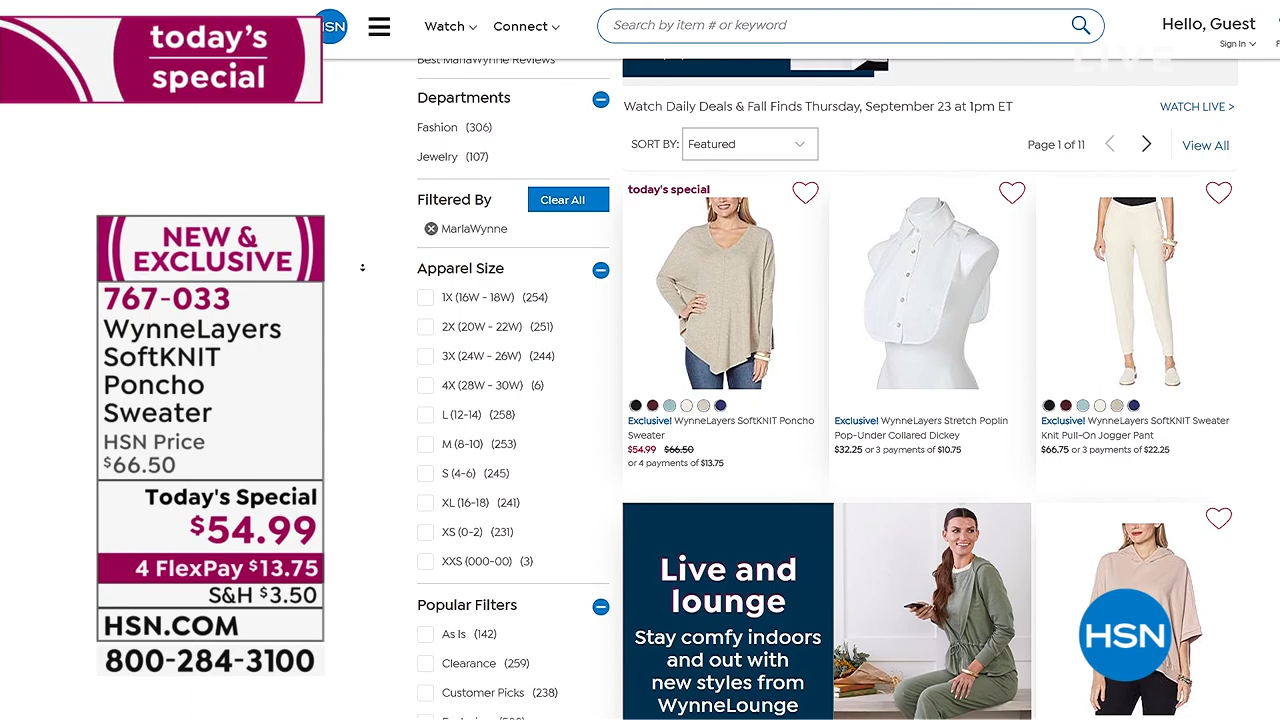 today's
special
HSN
Watch
Connect
Search by item # or keyword
Hello, Guest
Sign In
LIVE
NEW &
EXCLUSIVE
767-033
WynneLayers
SoftKNIT
Poncho
Sweater
HSN Price
$66.50
Today's Special
$54.99
4 FlexPay $13.75
S&H $3.50
HSN.COM
800-284-3100
Best MarlaWynne Reviews
Departments
Fashion (306)
Jewelry (107)
Filtered By
Clear All
MarlaWynne
Apparel Size
1X (16W - 18W) (254)
2X (20W - 22W) (251)
3X (24W - 26W) (244)
4X (28W - 30W) (6)
L (12-14) (258)
M (8-10) (253)
S (4-6) (245)
XL (16-18) (241)
XS (0-2) (231)
XXS (000-00) (3)
Popular Filters
As Is (142)
Clearance (259)
Customer Picks (238)
Watch Daily Deals & Fall Finds Thursday, September 23 at 1pm ET
WATCH LIVE >
SORT BY: Featured
Page 1 of 11
View All
today's special
Exclusive! WynneLayers SoftKNIT Poncho
Sweater
$54.99 $66.50
or 4 payments of $13.75
Exclusive! WynneLayers Stretch Poplin
Pop-Under Collared Dickey
$32.25 or 3 payments of $10.75
Exclusive! WynneLayers SoftKNIT Sweater
Knit Pull-On Jogger Pant
$66.75 or 3 payments of $22.25
Live and
lounge
Stay comfy indoors
and out with
new styles from
WynneLounge
HSN